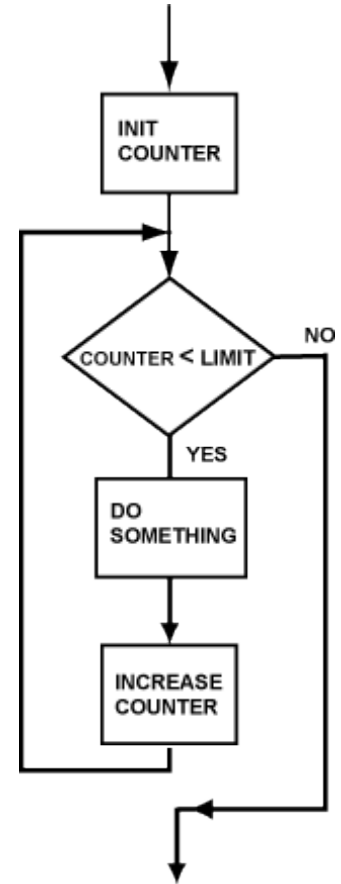 INIT
COUNTER
COUNTER < LIMIT
NO
YES
DO
SOMETHING
INCREASE
COUNTER